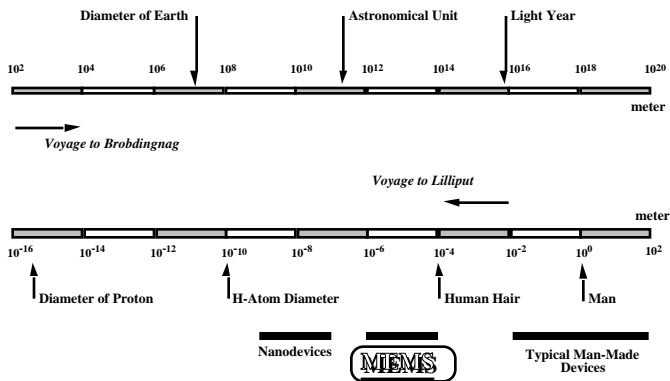 Diameter of Earth Astronomical Unit Light Year
10² 10⁴ 10⁶ 10⁸ 10¹⁰ 10¹² 10¹⁴ 10¹⁶ 10¹⁸ 10²⁰
meter
Voyage to Brobdingnag
Voyage to Lilliput
meter
10⁻¹⁶ 10⁻¹⁴ 10⁻¹² 10⁻¹⁰ 10⁻⁸ 10⁻⁶ 10⁻⁴ 10⁻² 10⁰ 10²
Diameter of Proton H-Atom Diameter Human Hair Man
Nanodevices MEMS Typical Man-Made
Devices